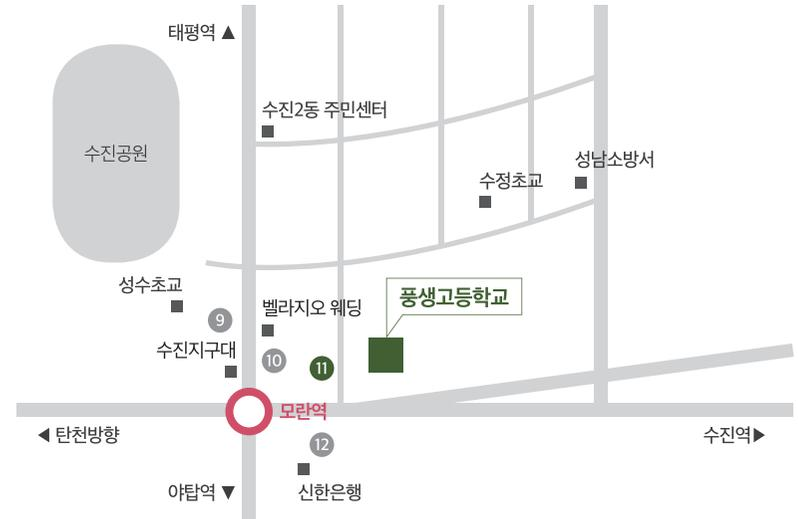 태평역 ▲
수진2동 주민센터
수진공원
성남소방서
수정초교
성수초교
풍생고등학교
벨라지오 웨딩
9
수진지구대
10
11
모란역
◀ 탄천방향
수진역▶
12
야탑역 ▼
신한은행